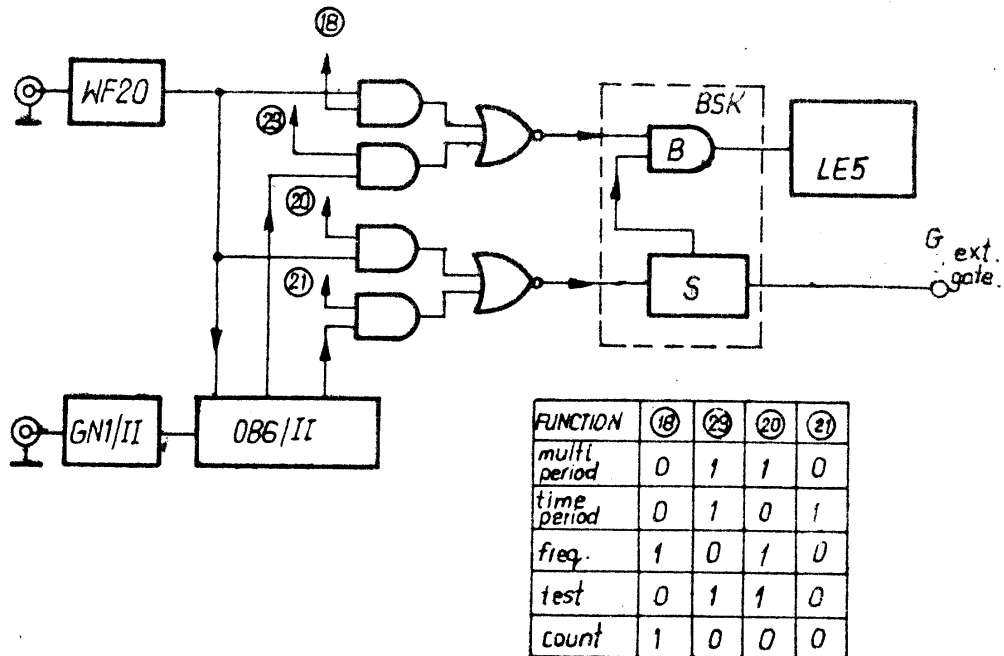 18
WF20
29
BSK
B
LE5
20
G ext.
gate.
21
S
GN1/II
OB6/II
FUNCTION 18 29 20 21
multi
period 0 1 1 0
time
period 0 1 0 1
freq. 1 0 1 0
test 0 1 1 0
count 1 0 0 0